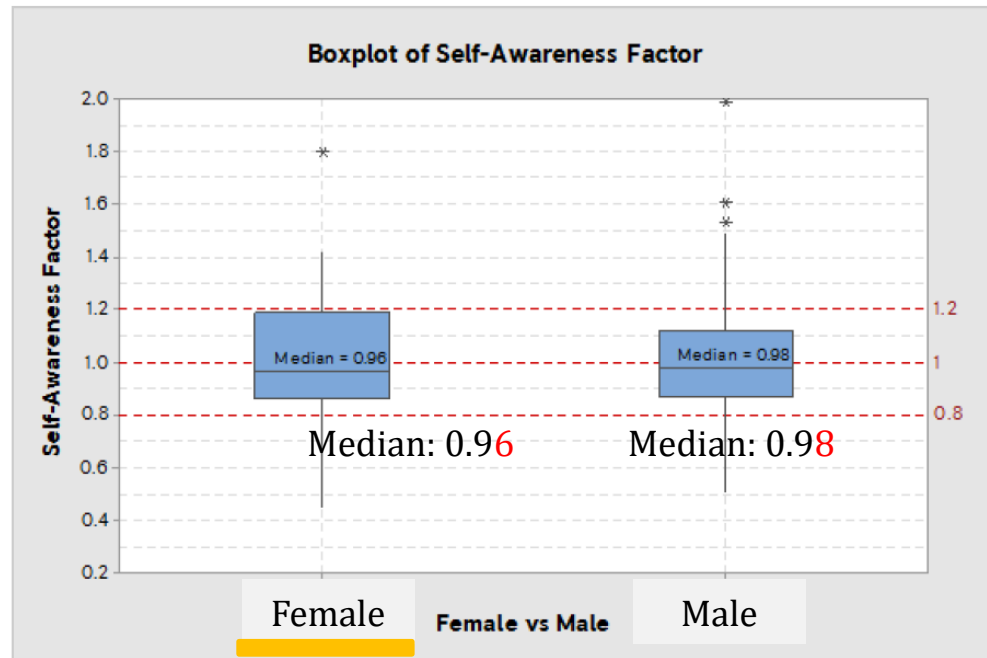 Boxplot of Self-Awareness Factor
Self-Awareness Factor
2.0
1.8
1.6
1.4
1.2
1.0
0.8
0.6
0.4
0.2
1.2
1
0.8
Median = 0.96
Median = 0.98
Median: 0.96
Median: 0.98
Female
Male
Female vs Male